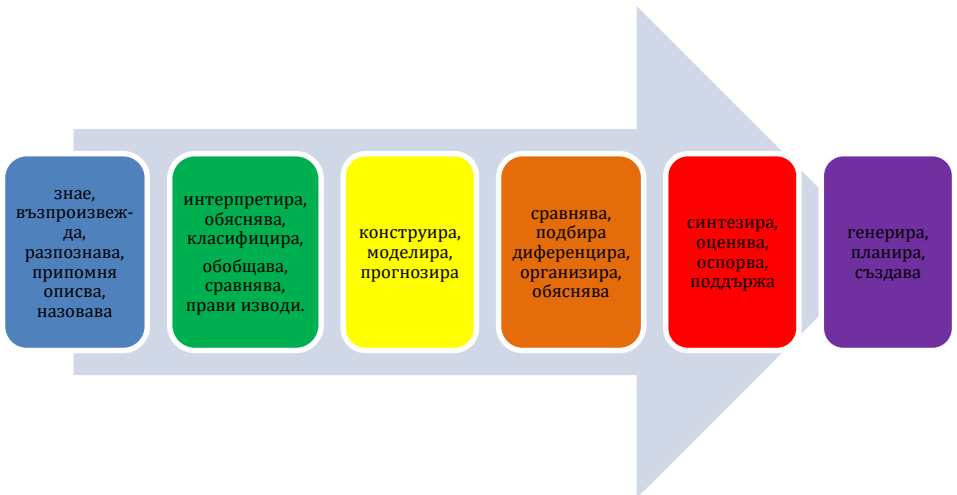 знае,
възпроизвеж-
да,
разпознава,
припомня
описва,
назовава
интерпретира,
обяснява,
класифицира,
обобщава,
сравнява,
прави изводи.
конструира,
моделира,
прогнозира
сравнява,
подбира
диференцира,
организира,
обяснява
синтезира,
оценява,
оспорва,
поддържа
генерира,
планира,
създава